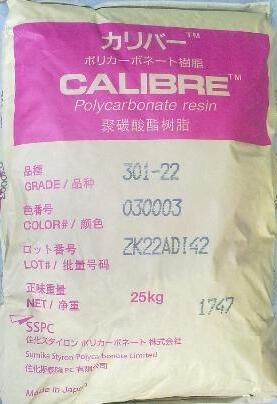 カリバー™
ポリカーボネート樹脂
CALIBRE™
Polycarbonate resin
聚碳酸酯树脂
品種
GRADE / 品种 301-22
色番号
COLOR# / 颜色 030003
ロット番号
LOT# / 批量号码 ZK22AD142
正味重量
NET / 净重 25kg 1747
SSPC
住化スタイロン ポリカーボネート 株式会社
Sumika Styron Polycarbonate Limited
Made in Japan